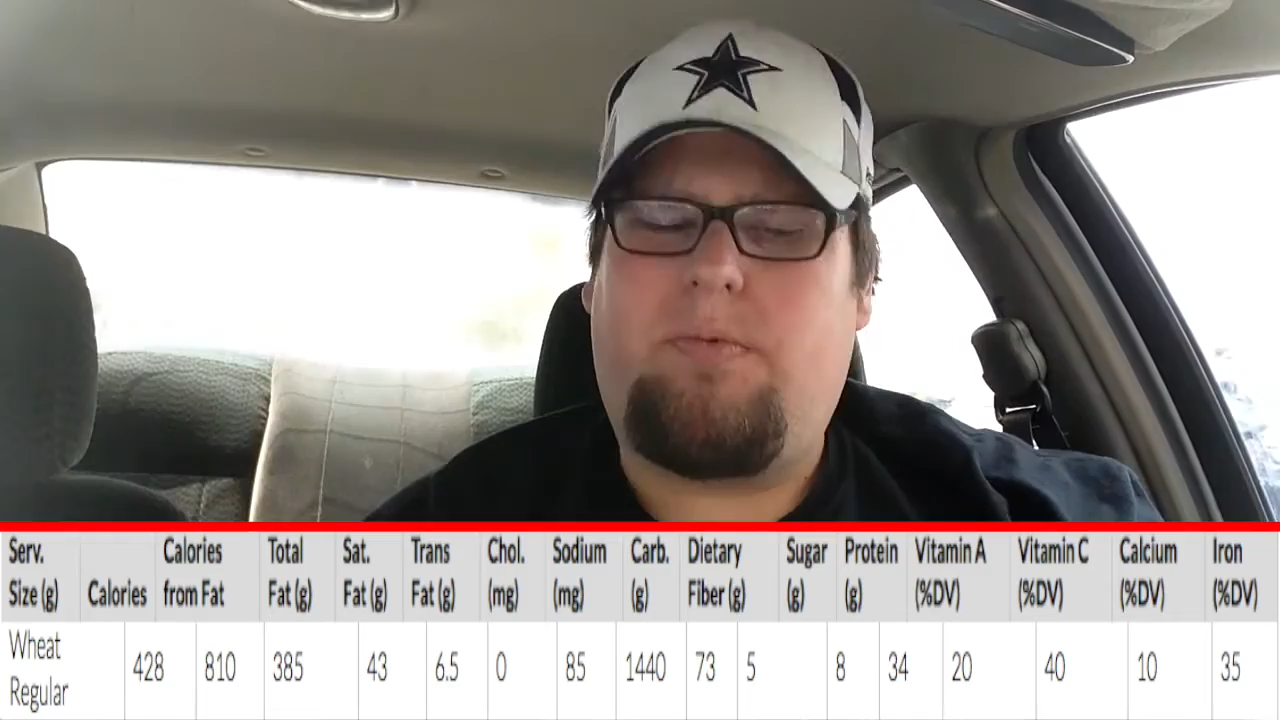 Serv. Size (g) Calories Calories from Fat Total Fat (g) Sat. Fat (g) Trans Fat (g) Chol. (mg) Sodium (mg) Carb. (g) Dietary Fiber (g) Sugar (g) Protein (g) Vitamin A (%DV) Vitamin C (%DV) Calcium (%DV) Iron (%DV)
Wheat Regular 428 810 385 43 6.5 0 85 1440 73 5 8 34 20 40 10 35